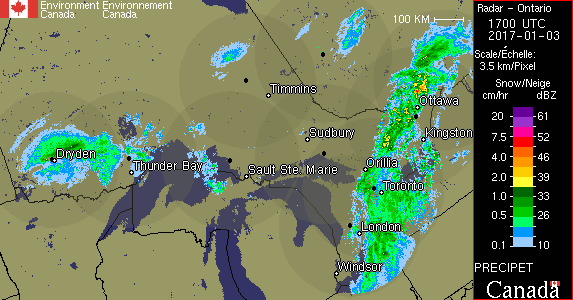 Environment Environnement
Canada Canada
100 KM
Timmins
Ottawa
Sudbury
Kingston
Dryden
Thunder Bay
Sault Ste. Marie
Orillia
Toronto
London
Windsor
Radar - Ontario
1700 UTC
2017-01-03
Scale/Échelle:
3.5 km/Pixel
Snow/Neige
cm/hr dBZ
20 61
7.5 52
4.0 46
2.0 39
1.0 33
0.5 26
0.1 10
PRECIPET
Canada